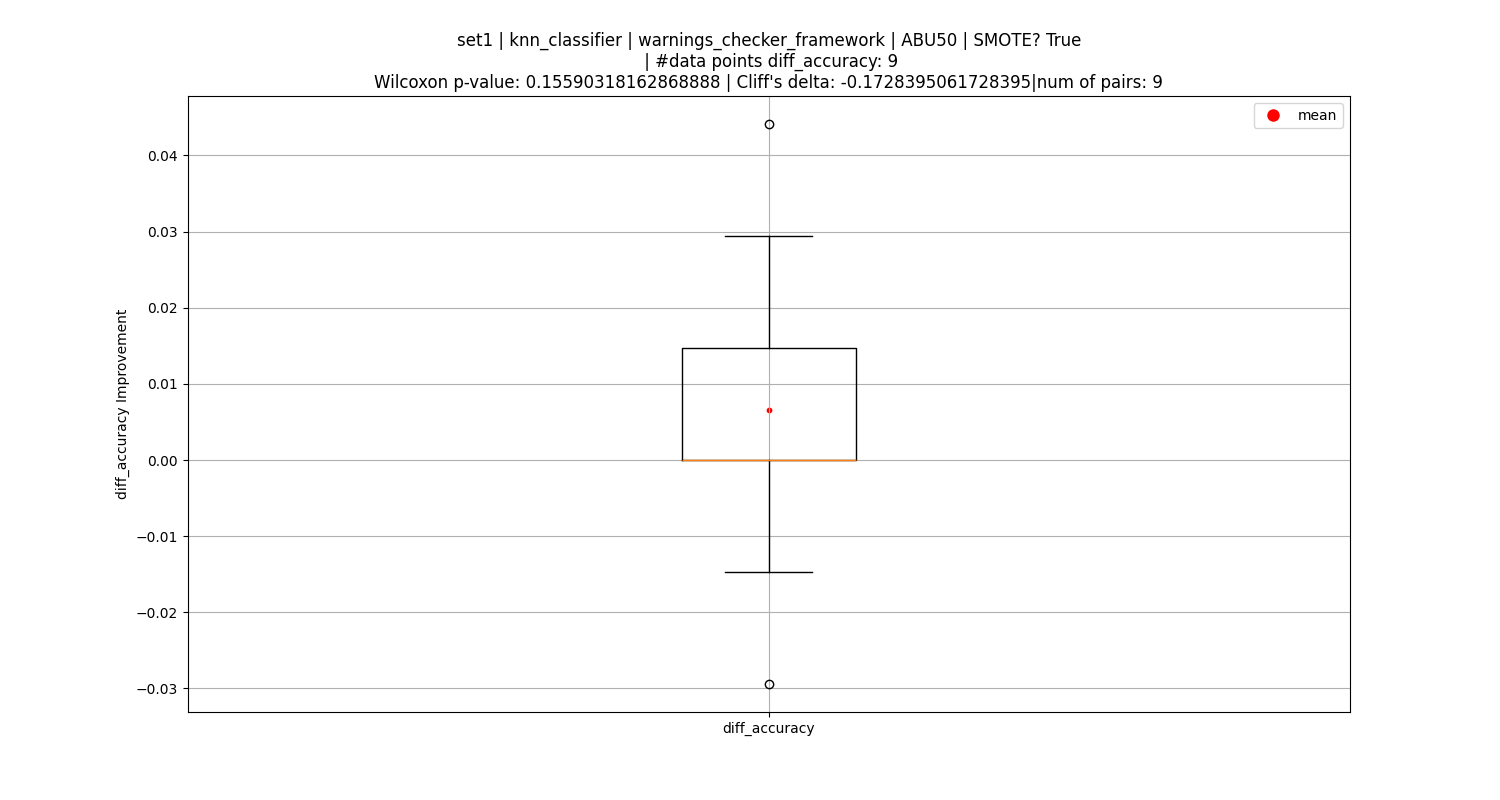 set1 | knn_classifier | warnings_checker_framework | ABU50 | SMOTE? True
| #data points diff_accuracy: 9
Wilcoxon p-value: 0.15590318162868888 | Cliff's delta: -0.1728395061728395|num of pairs: 9
mean
0.04
0.03
0.02
0.01
0.00
−0.01
−0.02
−0.03
diff_accuracy Improvement
diff_accuracy